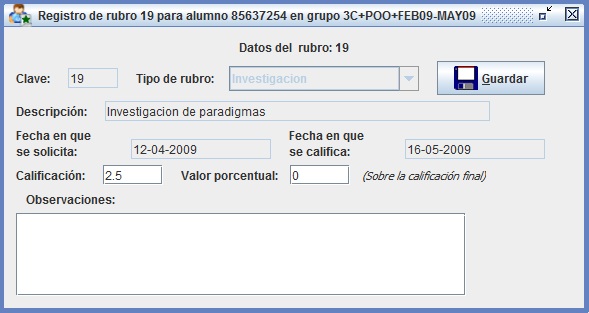 Registro de rubro 19 para alumno 85637254 en grupo 3C+POO+FEB09-MAY09
Datos del rubro: 19
Clave: 19 Tipo de rubro: Investigacion Guardar
Descripción: Investigacion de paradigmas
Fecha en que se solicita: 12-04-2009 Fecha en que se califica: 16-05-2009
Calificación: 2.5 Valor porcentual: 0 (Sobre la calificación final)
Observaciones: